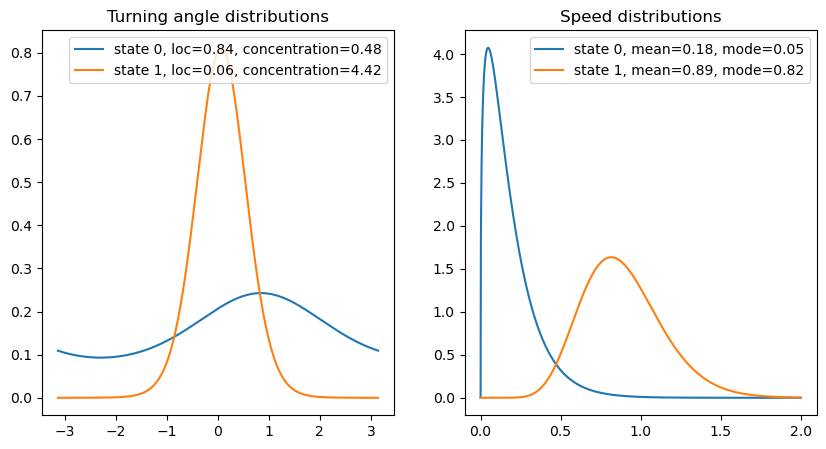 Turning angle distributions
state 0, loc=0.84, concentration=0.48
state 1, loc=0.06, concentration=4.42
0.8
0.7
0.6
0.5
0.4
0.3
0.2
0.1
0.0
−3 −2 −1 0 1 2 3
Speed distributions
state 0, mean=0.18, mode=0.05
state 1, mean=0.89, mode=0.82
4.0
3.5
3.0
2.5
2.0
1.5
1.0
0.5
0.0
0.0 0.5 1.0 1.5 2.0